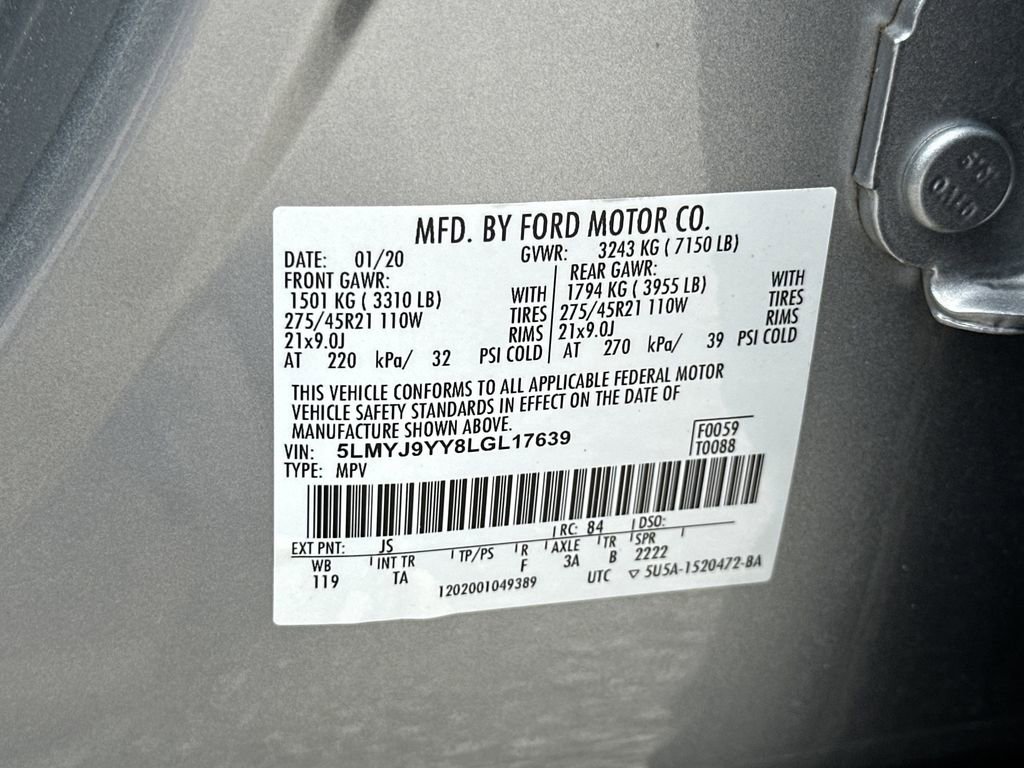 MFD. BY FORD MOTOR CO.
DATE: 01/20 GVWR: 3243 KG ( 7150 LB)
FRONT GAWR: REAR GAWR:
1501 KG ( 3310 LB) WITH 1794 KG ( 3955 LB) WITH
275/45R21 110W TIRES 275/45R21 110W TIRES
21x9.0J RIMS 21x9.0J RIMS
AT 220 kPa/ 32 PSI COLD AT 270 kPa/ 39 PSI COLD
THIS VEHICLE CONFORMS TO ALL APPLICABLE FEDERAL MOTOR
VEHICLE SAFETY STANDARDS IN EFFECT ON THE DATE OF
MANUFACTURE SHOWN ABOVE.
VIN: 5LMYJ9YY8LGL17639 F0059
TYPE: MPV T0088
EXT PNT: JS RC: 84 DSO:
WB INT TR TP/PS R AXLE TR SPR
119 TA F 3A B 2222
1202001049389 UTC ▽ 5U5A-1520472-BA